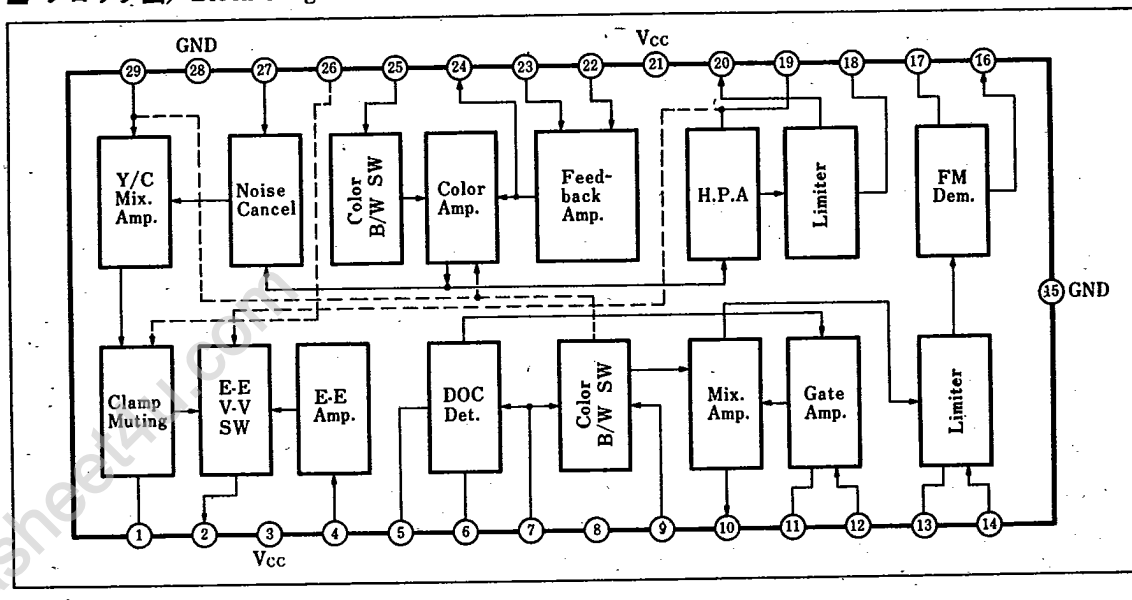 GND
Vcc
29
28
27
26
25
24
23
22
21
20
19
18
17
16
Y/C
Mix.
Amp.
Noise
Cancel
Color
B/W SW
Color
Amp.
Feed-
back
Amp.
H.P.A
Limiter
FM
Dem.
15
GND
Clamp
Muting
E-E
V-V
SW
E-E
Amp.
DOC
Det.
Color
B/W SW
Mix.
Amp.
Gate
Amp.
Limiter
1
2
3
4
5
6
7
8
9
10
11
12
13
14
Vcc